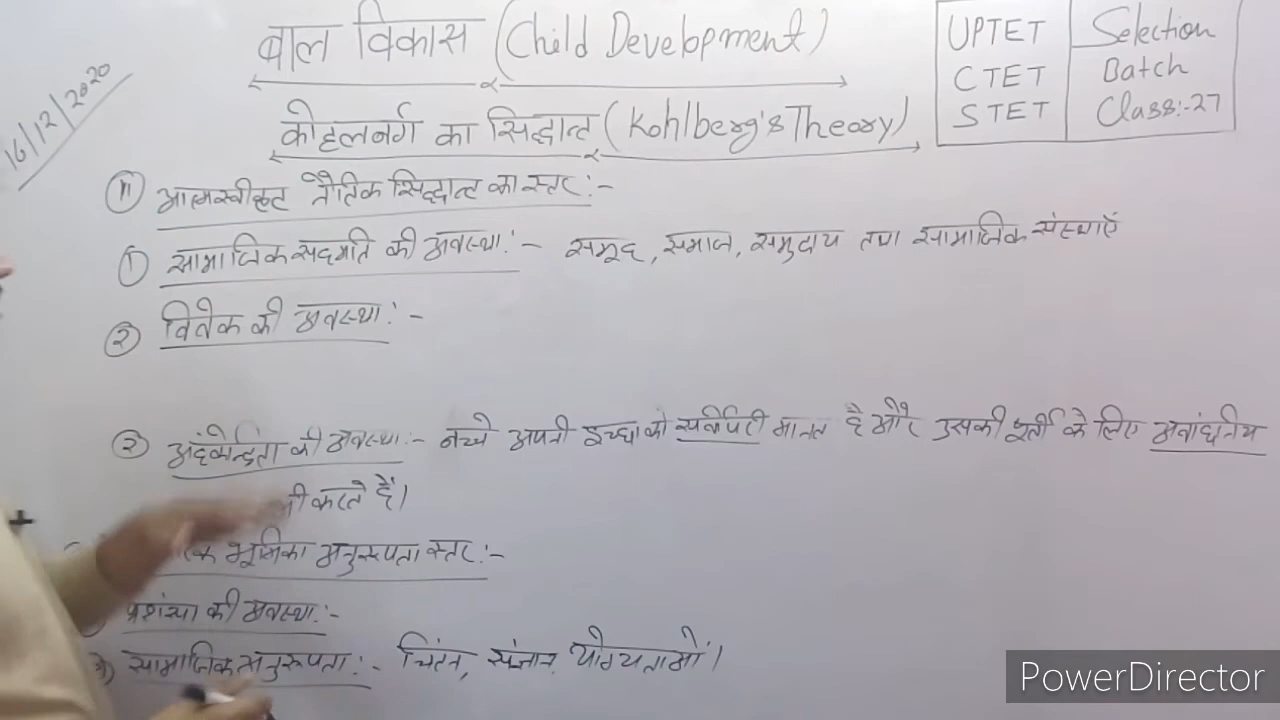 बाल विकास (Child Development)
UPTET Selection
CTET Batch
STET Class:-27
16/12/2020
कोहलबर्ग का सिद्धान्त (Kohlberg's Theory)
आत्मस्वीकृत नैतिक सिद्धान्त का स्तर:-
① सामाजिक सहमति की अवस्था:- समूह, समाज, समुदाय तथा सामाजिक संस्थाएँ
② विवेक की अवस्था:-
③ अहंकेन्द्रिता की अवस्था:- बच्चे अपनी इच्छा को सर्वोपरी मानत है और उसकी पूर्ती के लिए अवांछनीय
भी करते हैं।
भूमिका अनुरूपता स्तर:-
प्रशंसा की अवस्था:-
सामाजिक अनुरूपता:- चिंतन, संज्ञान योग्यताओं।
PowerDirector